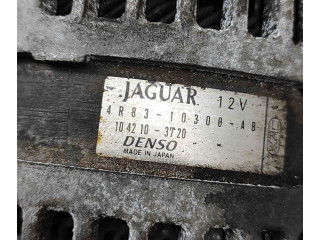 JAGUAR 12V
4R83-10300-AB
104210-3720
DENSO
MADE IN JAPAN